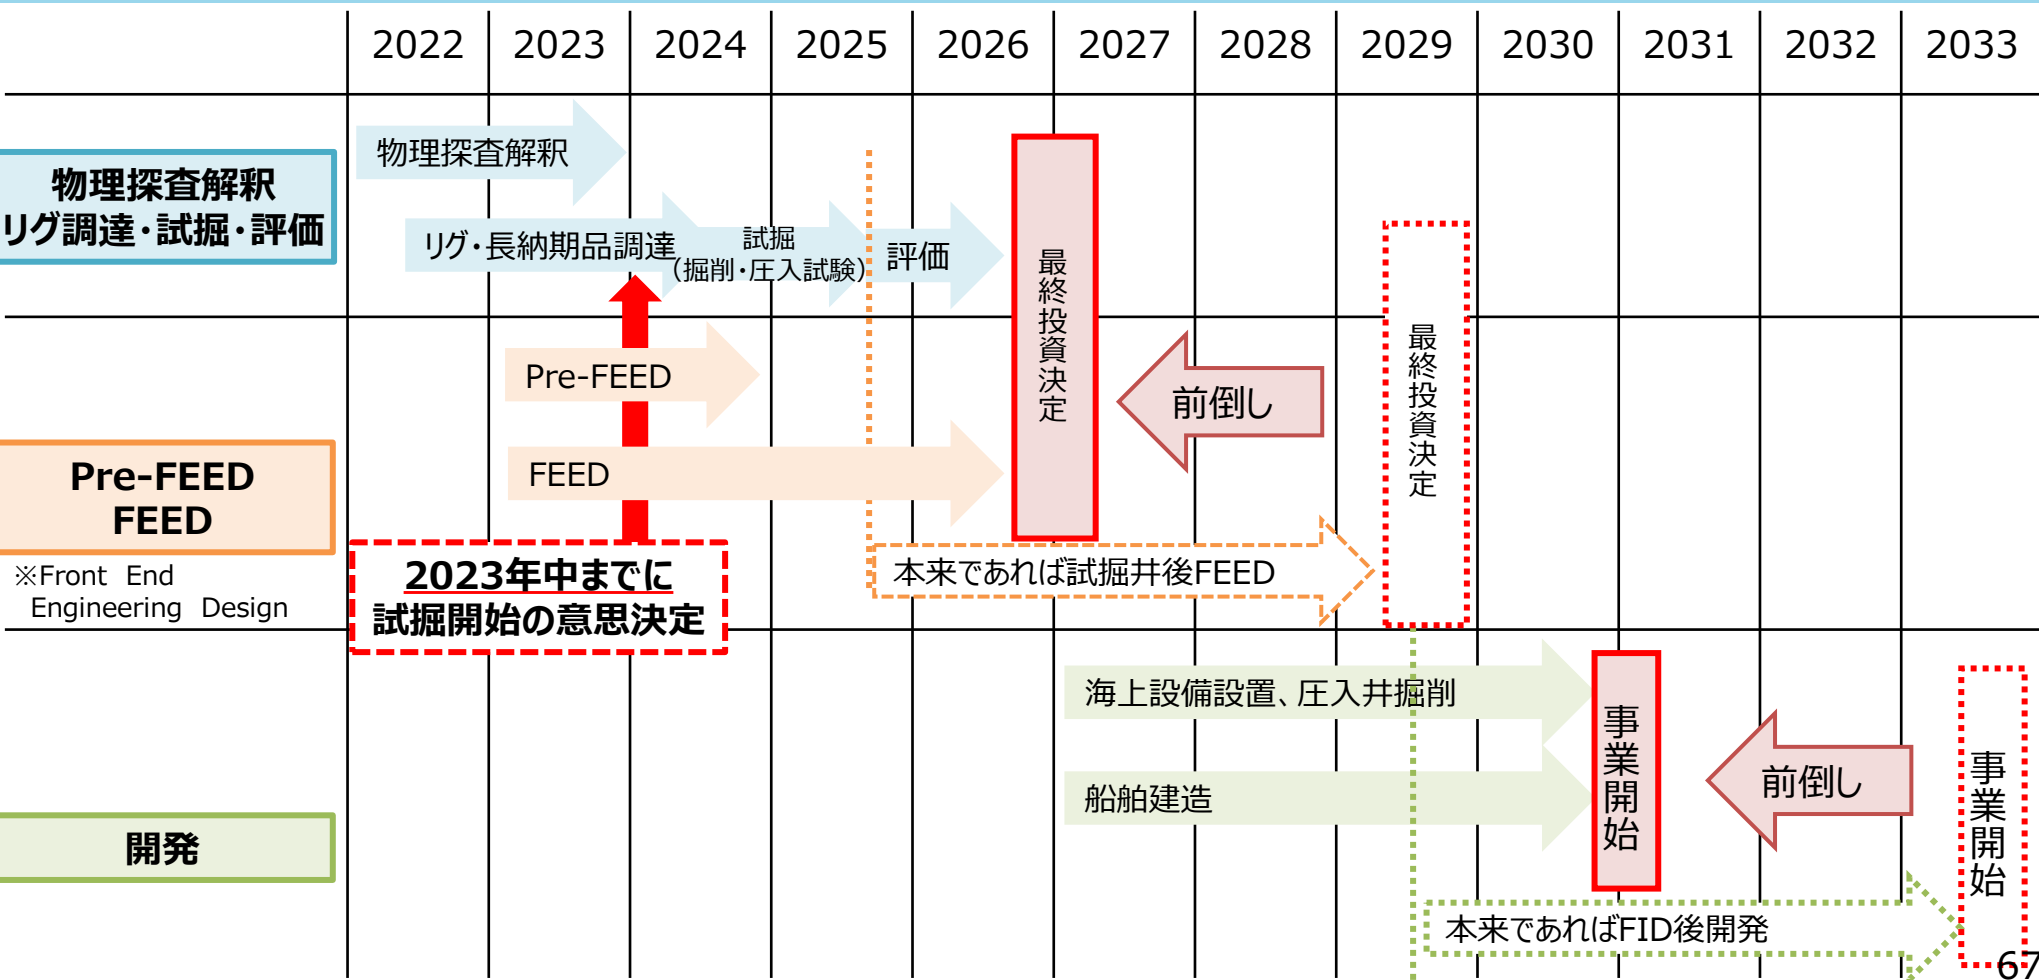 2022 2023 2024 2025 2026 2027 2028 2029 2030 2031 2032 2033
物理探査解釈
リグ調達・試掘・評価
物理探査解釈
リグ・長納期品調達
試掘
（掘削・圧入試験）
評価
最終投資決定
最終投資決定
Pre-FEED
FEED
※Front End
Engineering Design
Pre-FEED
FEED
前倒し
2023年中までに
試掘開始の意思決定
本来であれば試掘井後FEED
開発
海上設備設置、圧入井掘削
船舶建造
事業開始
前倒し
事業開始
本来であればFID後開発
67